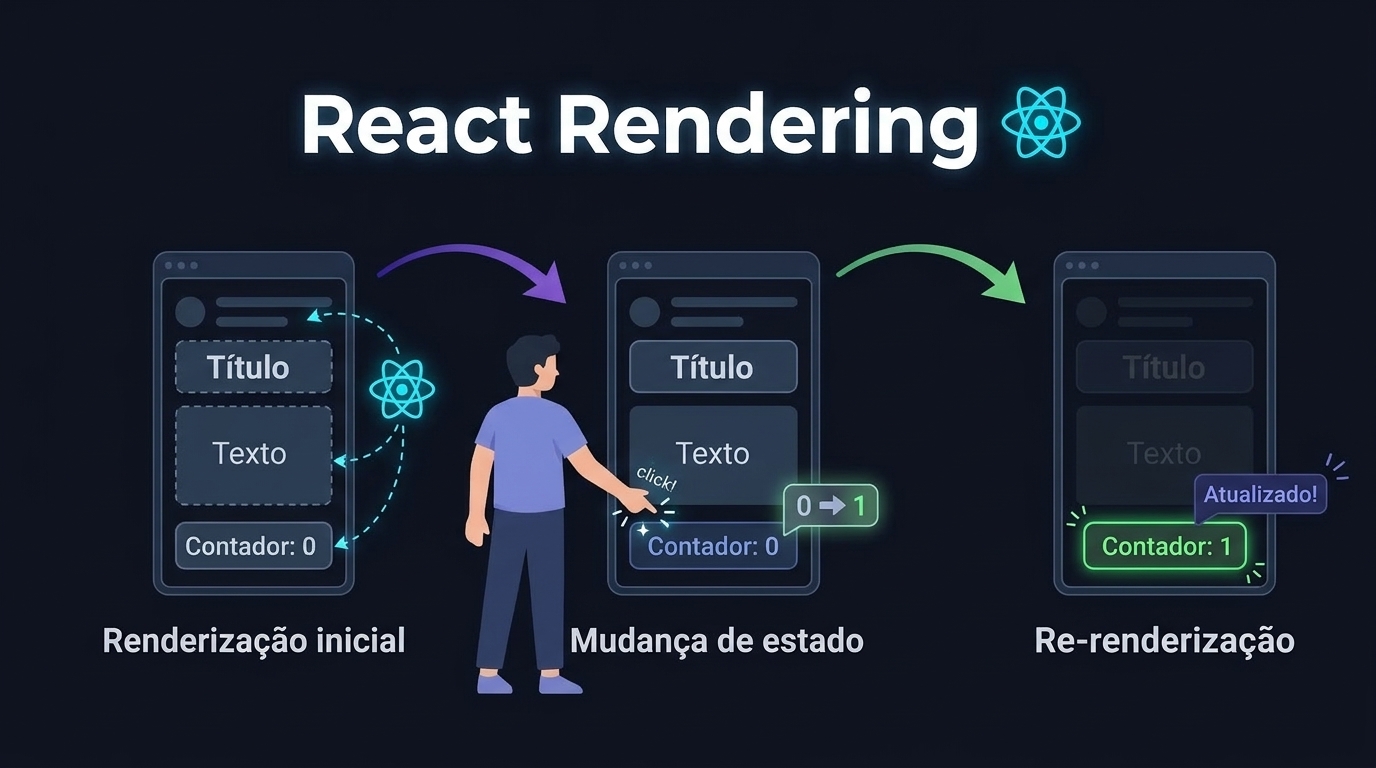 React Rendering
Título
Texto
Contador: 0
Renderização inicial
Título
Texto
click!
0 → 1
Contador: 0
Mudança de estado
Título
Texto
Atualizado!
Contador: 1
Re-renderização